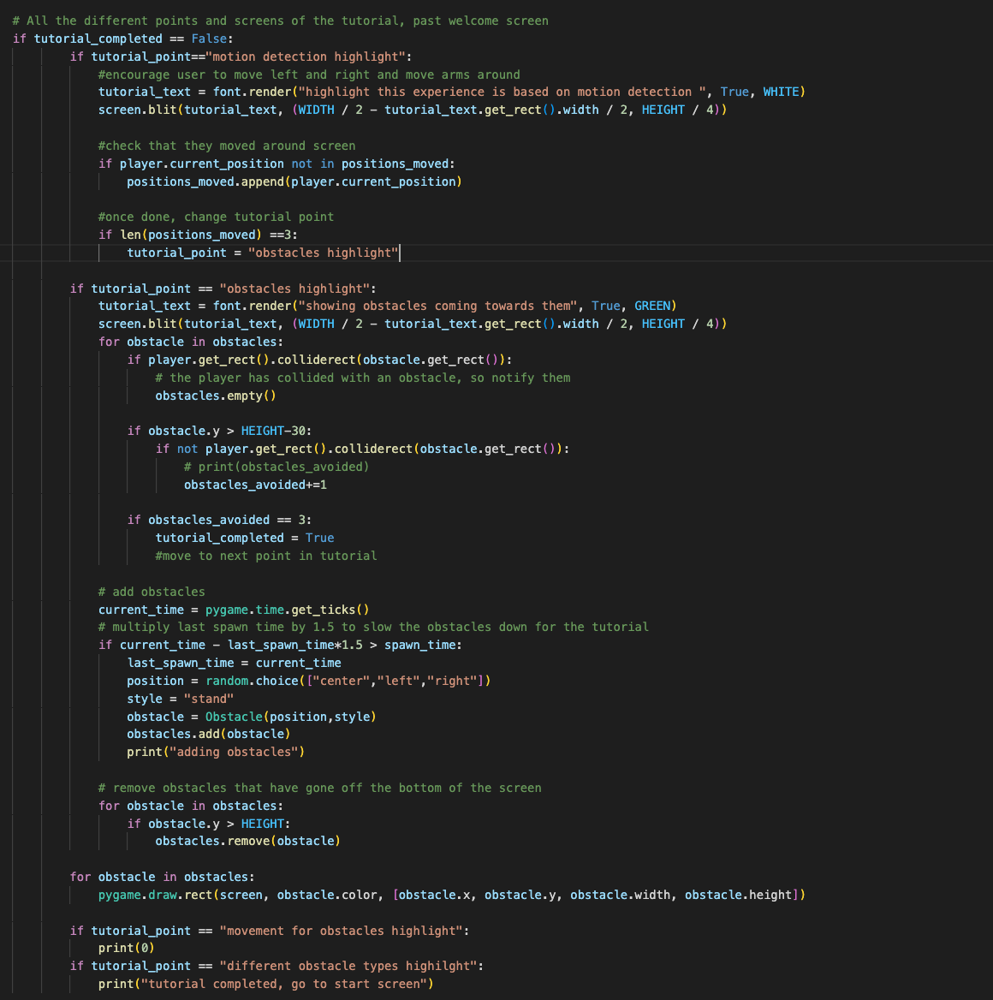 # All the different points and screens of the tutorial, past welcome screen
if tutorial_completed == False:
if tutorial_point=="motion detection highlight":
#encourage user to move left and right and move arms around
tutorial_text = font.render("highlight this experience is based on motion detection ", True, WHITE)
screen.blit(tutorial_text, (WIDTH / 2 - tutorial_text.get_rect().width / 2, HEIGHT / 4))
#check that they moved around screen
if player.current_position not in positions_moved:
positions_moved.append(player.current_position)
#once done, change tutorial point
if len(positions_moved) ==3:
tutorial_point = "obstacles highlight"
if tutorial_point == "obstacles highlight":
tutorial_text = font.render("showing obstacles coming towards them", True, GREEN)
screen.blit(tutorial_text, (WIDTH / 2 - tutorial_text.get_rect().width / 2, HEIGHT / 4))
for obstacle in obstacles:
if player.get_rect().colliderect(obstacle.get_rect()):
# the player has collided with an obstacle, so notify them
obstacles.empty()
if obstacle.y > HEIGHT-30:
if not player.get_rect().colliderect(obstacle.get_rect()):
# print(obstacles_avoided)
obstacles_avoided+=1
if obstacles_avoided == 3:
tutorial_completed = True
#move to next point in tutorial
# add obstacles
current_time = pygame.time.get_ticks()
# multiply last spawn time by 1.5 to slow the obstacles down for the tutorial
if current_time - last_spawn_time*1.5 > spawn_time:
last_spawn_time = current_time
position = random.choice(["center","left","right"])
style = "stand"
obstacle = Obstacle(position,style)
obstacles.add(obstacle)
print("adding obstacles")
# remove obstacles that have gone off the bottom of the screen
for obstacle in obstacles:
if obstacle.y > HEIGHT:
obstacles.remove(obstacle)
for obstacle in obstacles:
pygame.draw.rect(screen, obstacle.color, [obstacle.x, obstacle.y, obstacle.width, obstacle.height])
if tutorial_point == "movement for obstacles highlight":
print(0)
if tutorial_point == "different obstacle types highilght":
print("tutorial completed, go to start screen")